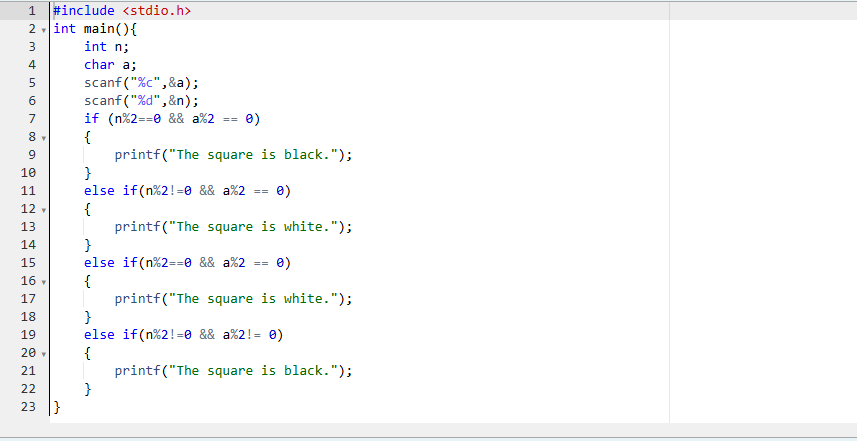 1 #include <stdio.h>
2 int main(){
3     int n;
4     char a;
5     scanf("%c",&a);
6     scanf("%d",&n);
7     if (n%2==0 && a%2 == 0)
8     {
9         printf("The square is black.");
10     }
11     else if(n%2!=0 && a%2 == 0)
12     {
13         printf("The square is white.");
14     }
15     else if(n%2==0 && a%2 == 0)
16     {
17         printf("The square is white.");
18     }
19     else if(n%2!=0 && a%2!= 0)
20     {
21         printf("The square is black.");
22     }
23 }